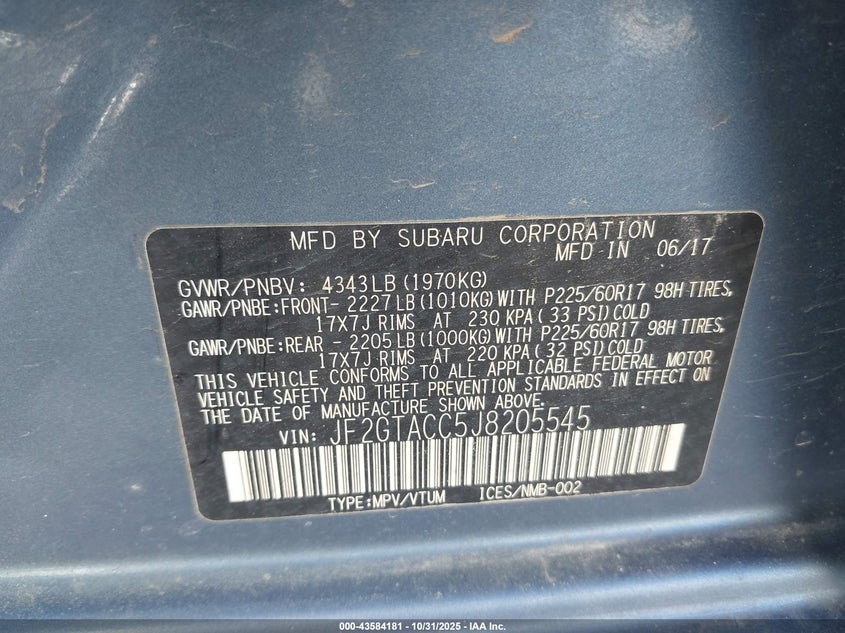 MFD BY SUBARU CORPORATION
MFD IN 06/17
GVWR/PNBV: 4343LB(1970KG)
GAWR/PNBE:FRONT- 2227LB(1010KG)WITH P225/60R17 98H TIRES,
17X7J RIMS AT 230 KPA(33 PSI)COLD
GAWR/PNBE:REAR - 2205LB(1000KG)WITH P225/60R17 98H TIRES,
17X7J RIMS AT 220 KPA(32 PSI)COLD
THIS VEHICLE CONFORMS TO ALL APPLICABLE FEDERAL MOTOR
VEHICLE SAFETY AND THEFT PREVENTION STANDARDS IN EFFECT ON
THE DATE OF MANUFACTURE SHOWN ABOVE.
VIN: JF2GTACC5J8205545
TYPE:MPV/VTUM ICES/NMB-002
000-43584181 - 10/31/2025 - IAA Inc.